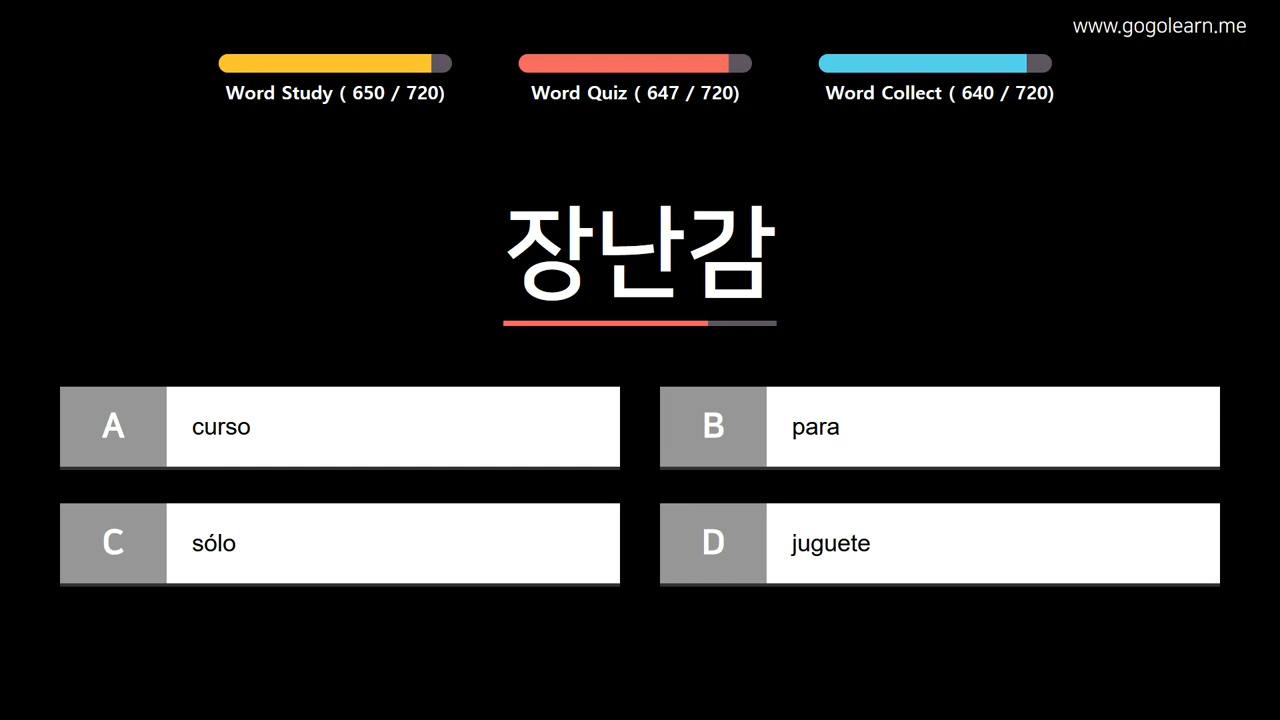 www.gogolearn.me
Word Study ( 650 / 720)
Word Quiz ( 647 / 720)
Word Collect ( 640 / 720)
장난감
A curso
B para
C sólo
D juguete